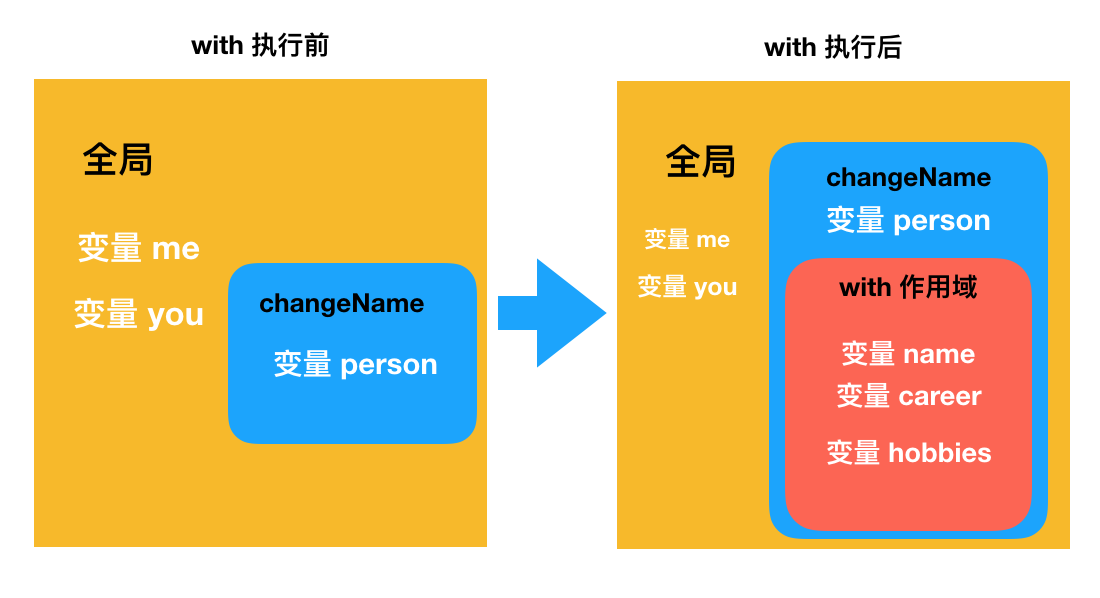 with 执行前
全局
变量 me
变量 you
changeName
变量 person
with 执行后
全局
变量 me
变量 you
changeName
变量 person
with 作用域
变量 name
变量 career
变量 hobbies